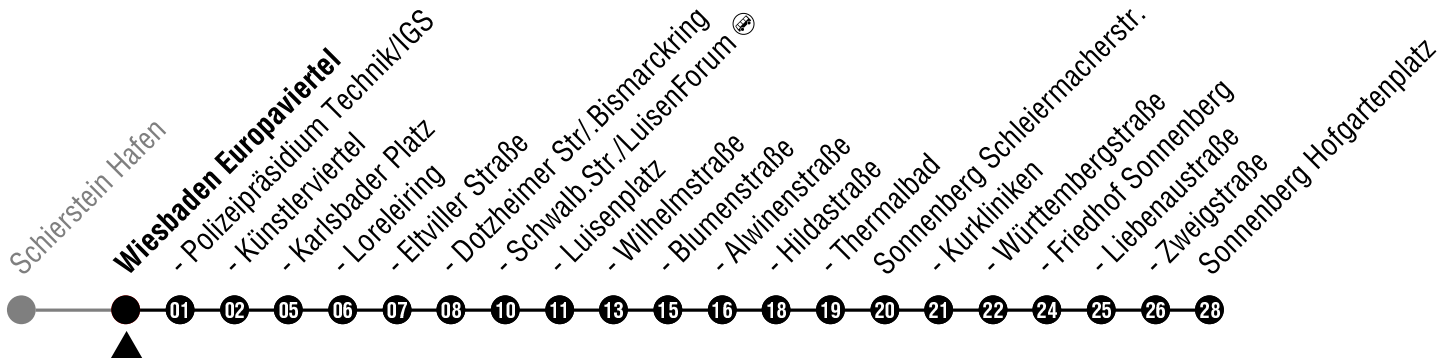 Schierstein Hafen
Wiesbaden Europaviertel
- Polizeipräsidium Technik/IGS
- Künstlerviertel
- Karlsbader Platz
- Loreleiring
- Eltviller Straße
- Dotzheimer Str/.Bismarckring
- Schwalb.Str./LuisenForum
- Luisenplatz
- Wilhelmstraße
- Blumenstraße
- Alwinenstraße
- Hildastraße
- Thermalbad
Sonnenberg Schleiermacherstr.
- Kurkliniken
- Württembergstraße
- Friedhof Sonnenberg
- Liebenaustraße
- Zweigstraße
Sonnenberg Hofgartenplatz
01 02 05 06 07 08 10 11 13 15 16 18 19 20 21 22 24 25 26 28